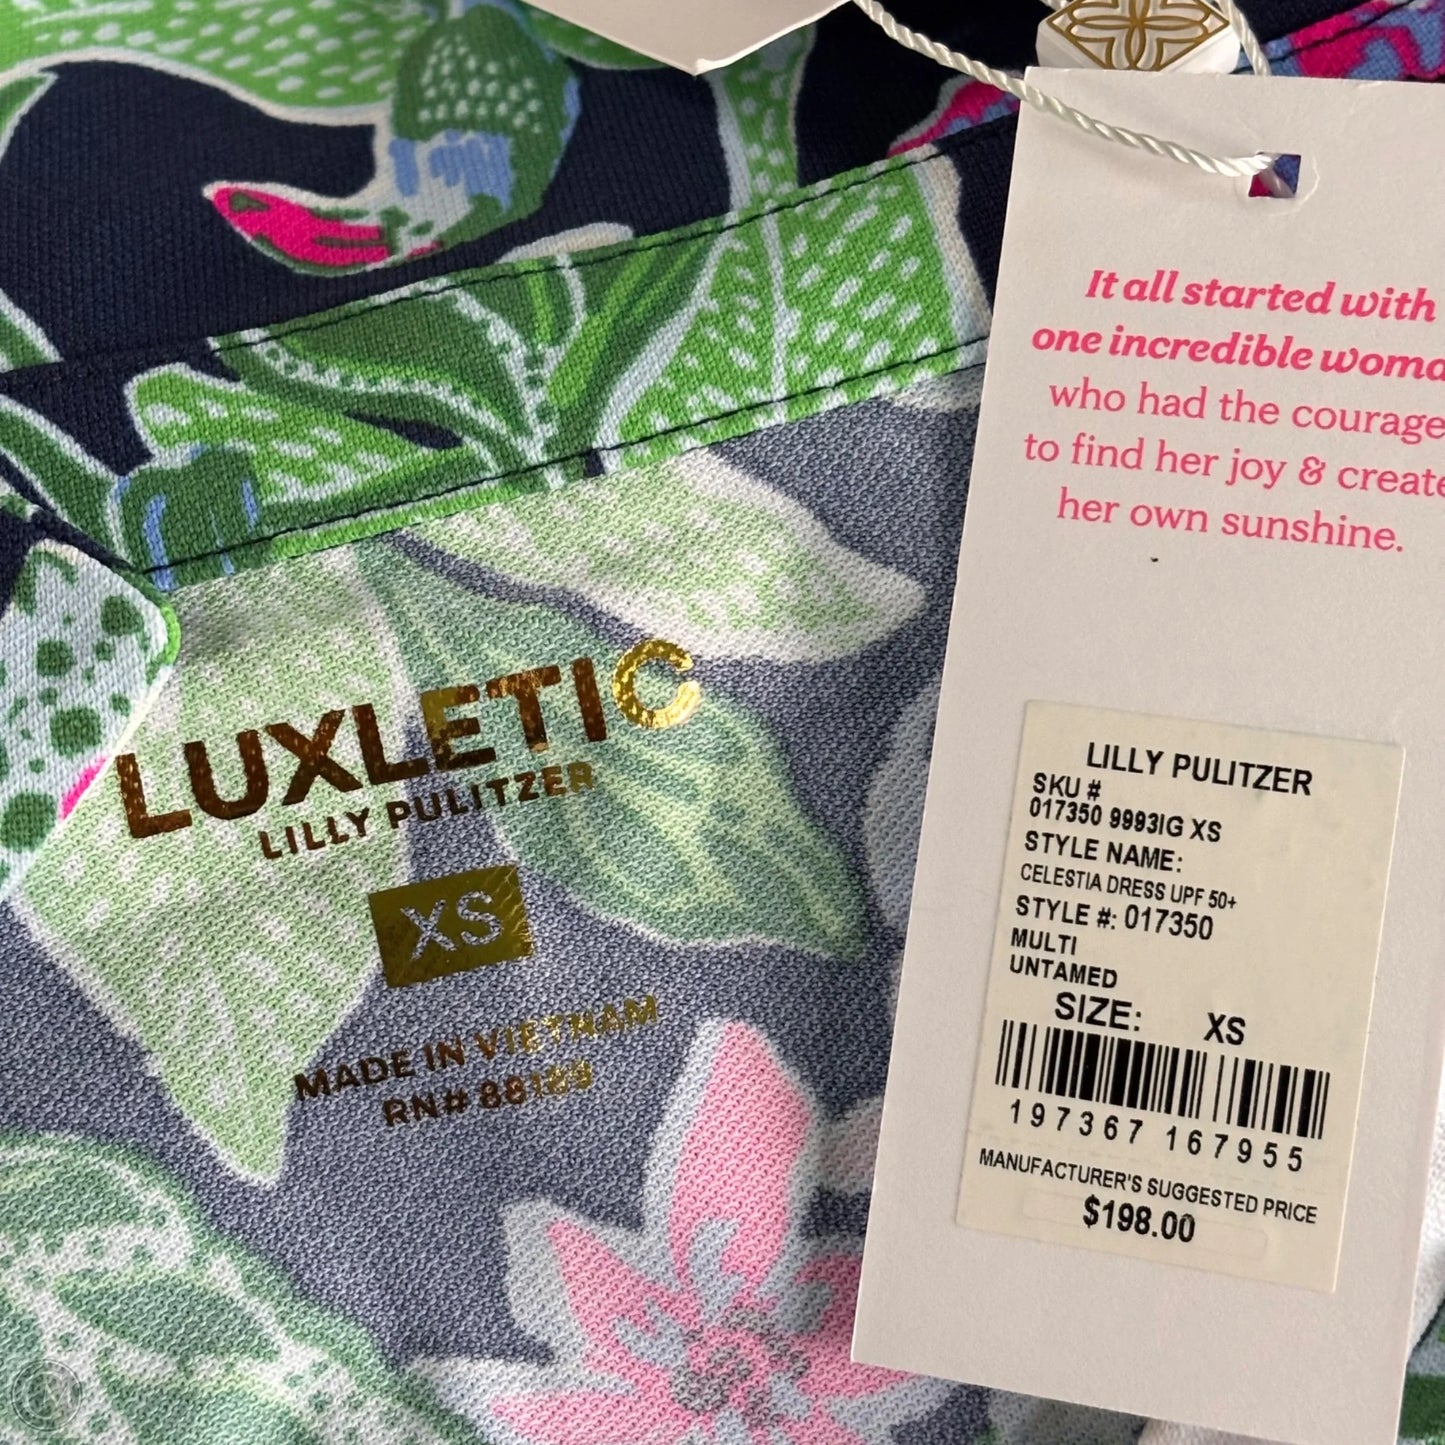 LUXLETIC
LILLY PULITZER
XS
MADE IN VIETNAM
RN# 88189
It all started with
one incredible
who had the courage
to find her joy & create
her own sunshine.
LILLY PULITZER
SKU #
017350 9993IG XS
STYLE NAME:
CELESTIA DRESS UPF 50+
STYLE #: 017350
MULTI
UNTAMED
SIZE: XS
197367 167955
MANUFACTURER'S SUGGESTED PRICE
$198.00